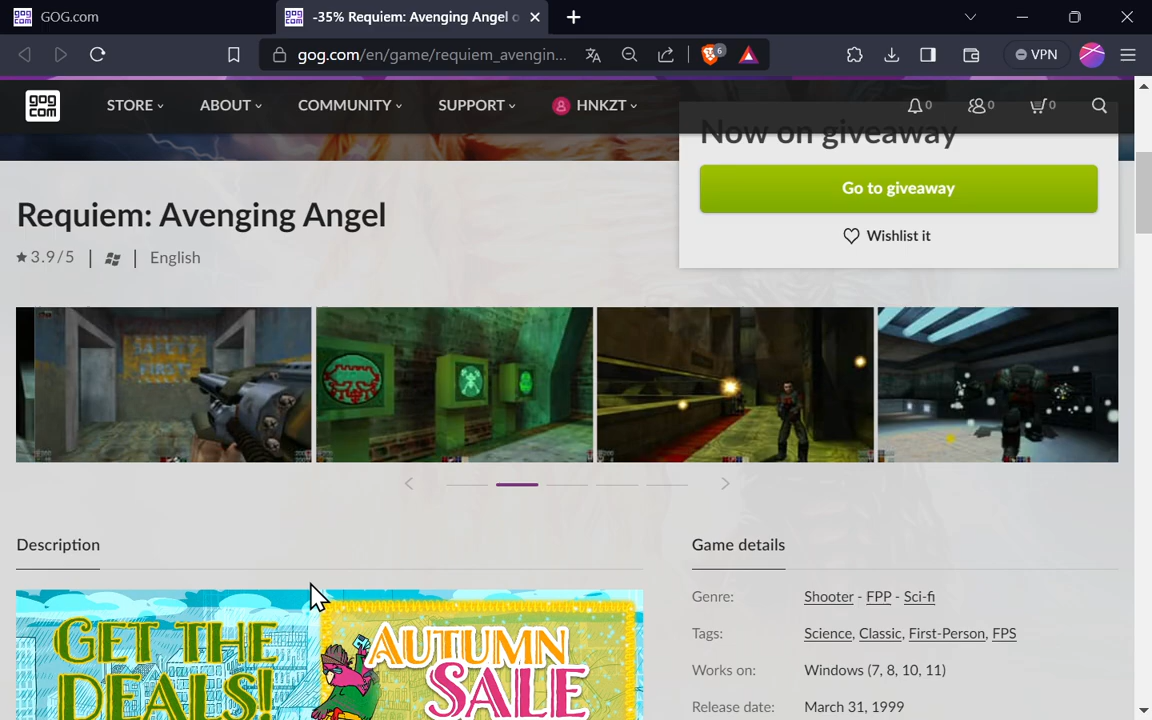 GOG.com
-35% Requiem: Avenging Angel o
gog.com/en/game/requiem_avengin...
6
VPN
gog com
STORE
ABOUT
COMMUNITY
SUPPORT
HNKZT
0
0
0
Now on giveaway
Go to giveaway
Wishlist it
Requiem: Avenging Angel
3.9/5
English
Description
Game details
GET THE
DEALS!
AUTUMN
SALE
Genre: Shooter - FPP - Sci-fi
Tags: Science, Classic, First-Person, FPS
Works on: Windows (7, 8, 10, 11)
Release date: March 31, 1999